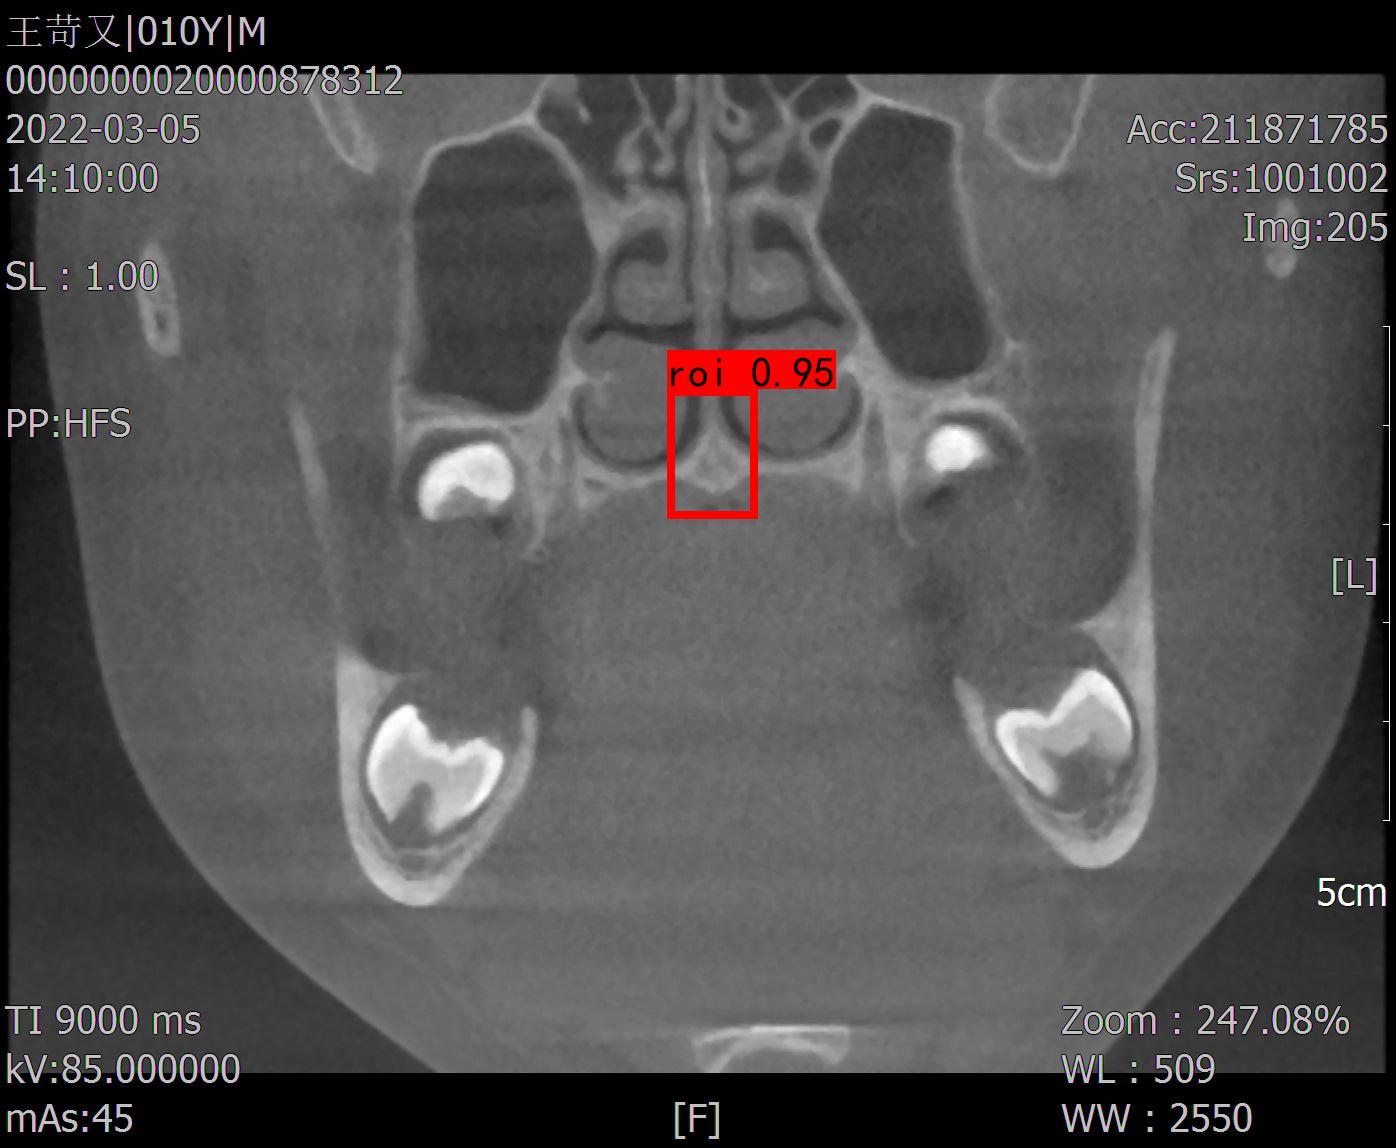 王苛又|010Y|M
0000000020000878312
2022-03-05
14:10:00
SL : 1.00
PP:HFS
Acc:211871785
Srs:1001002
Img:205
roi 0.95
[L]
5cm
TI 9000 ms
kV:85.000000
mAs:45
[F]
Zoom : 247.08%
WL : 509
WW : 2550